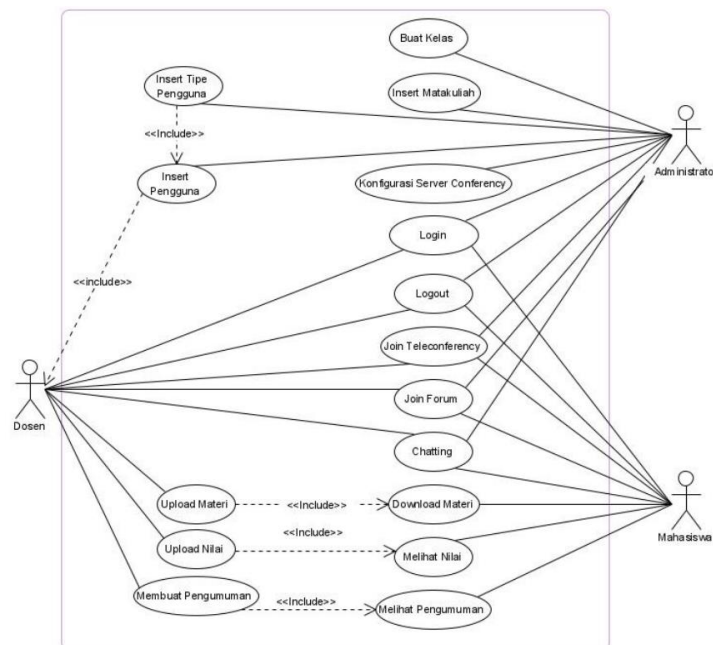 Buat Kelas
Insert Tipe
Pengguna
Insert Matakuliah
<<Include>>
Administrato
Insert
Pengguna
Konfigurasi Server Conferency
Login
<<include>>
Logout
Join Teleconferency
Dosen
Join Forum
Chatting
Upload Materi
<<Include>>
Download Materi
Mahasiswa
Upload Nilai
<<Include>>
Melihat Nilai
Membuat Pengumuman
<<Include>>
Melihat Pengumuman